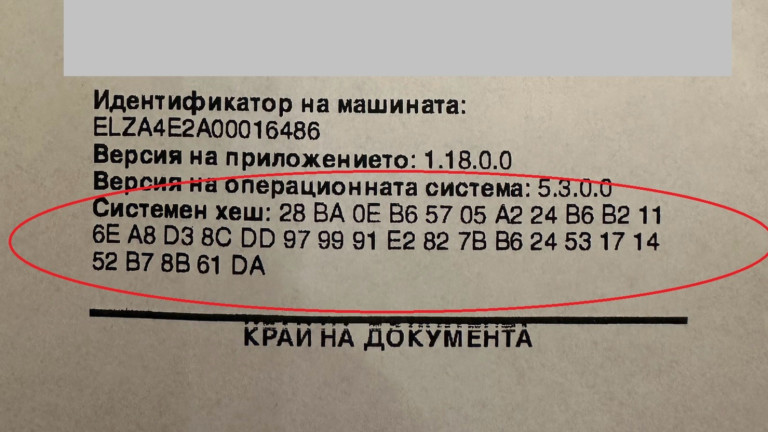 Идентификатор на машината:
ELZA4E2A00016486
Версия на приложението: 1.18.0.0
Версия на операционната система: 5.3.0.0
Системен хеш: 28 BA 0E B6 57 05 A2 24 B6 B2 11
6E A8 D3 8C DD 97 99 91 E2 82 7B B6 24 53 17 14
52 B7 8B 61 DA
КРАЙ НА ДОКУМЕНТА